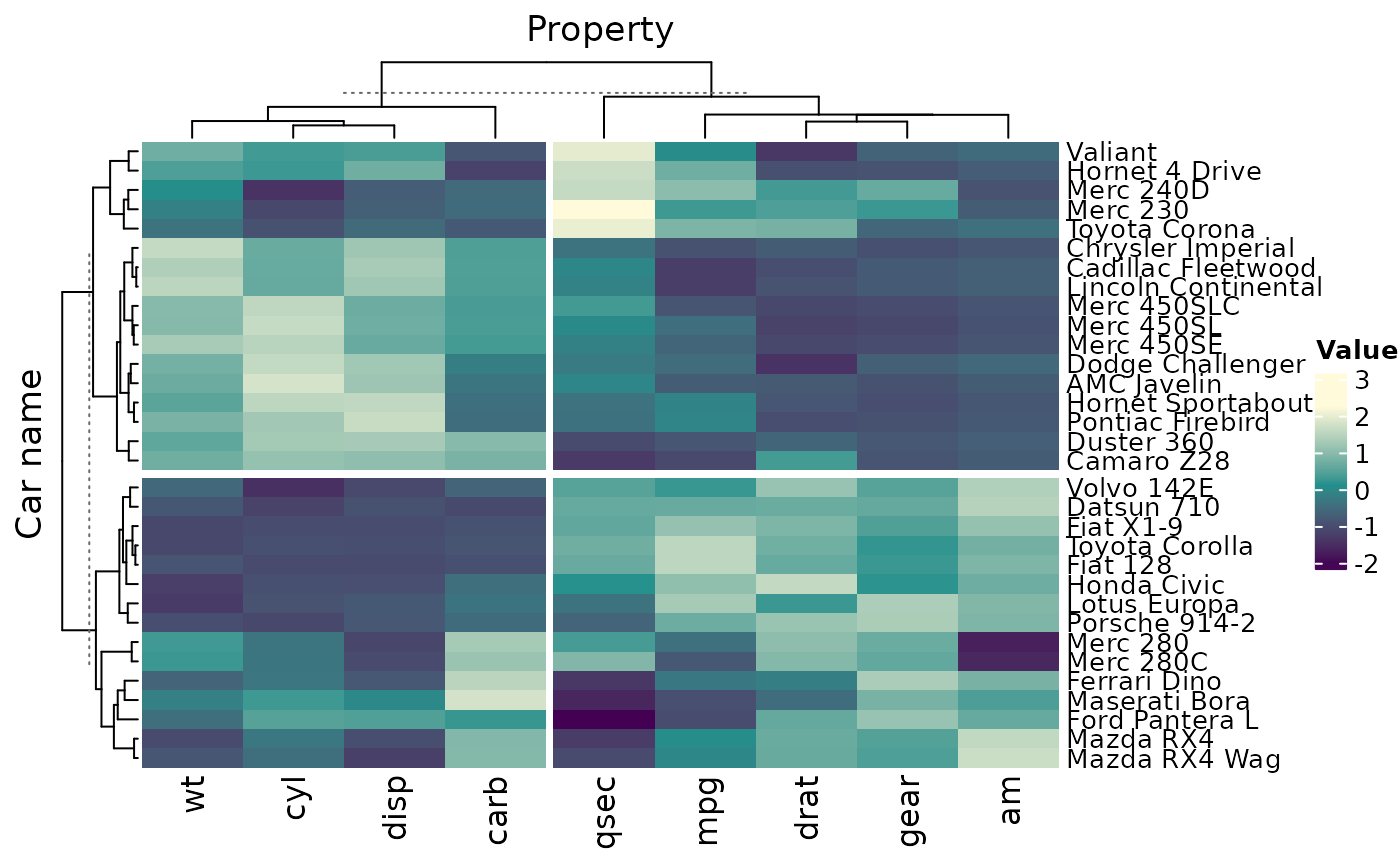 Property
Car name
Valiant
Hornet 4 Drive
Merc 240D
Merc 230
Toyota Corona
Chrysler Imperial
Cadillac Fleetwood
Lincoln Continental
Merc 450SLC
Merc 450SL
Merc 450SE
Dodge Challenger
AMC Javelin
Hornet Sportabout
Pontiac Firebird
Duster 360
Camaro Z28
Volvo 142E
Datsun 710
Fiat X1-9
Toyota Corolla
Fiat 128
Honda Civic
Lotus Europa
Porsche 914-2
Merc 280
Merc 280C
Ferrari Dino
Maserati Bora
Ford Pantera L
Mazda RX4
Mazda RX4 Wag
wt cyl disp carb qsec mpg drat gear am
Value
3
2
1
0
-1
-2